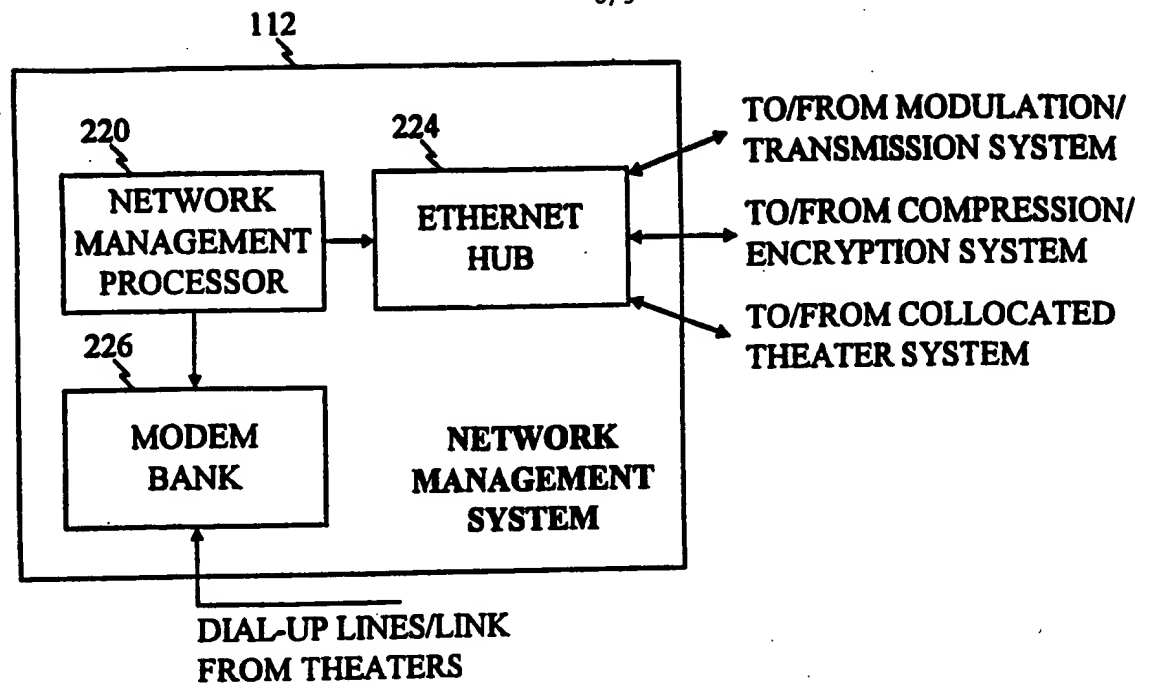 112
220
NETWORK
MANAGEMENT
PROCESSOR
224
ETHERNET
HUB
TO/FROM MODULATION/
TRANSMISSION SYSTEM
TO/FROM COMPRESSION/
ENCRYPTION SYSTEM
TO/FROM COLLOCATED
THEATER SYSTEM
226
MODEM
BANK
NETWORK
MANAGEMENT
SYSTEM
DIAL-UP LINES/LINK
FROM THEATERS